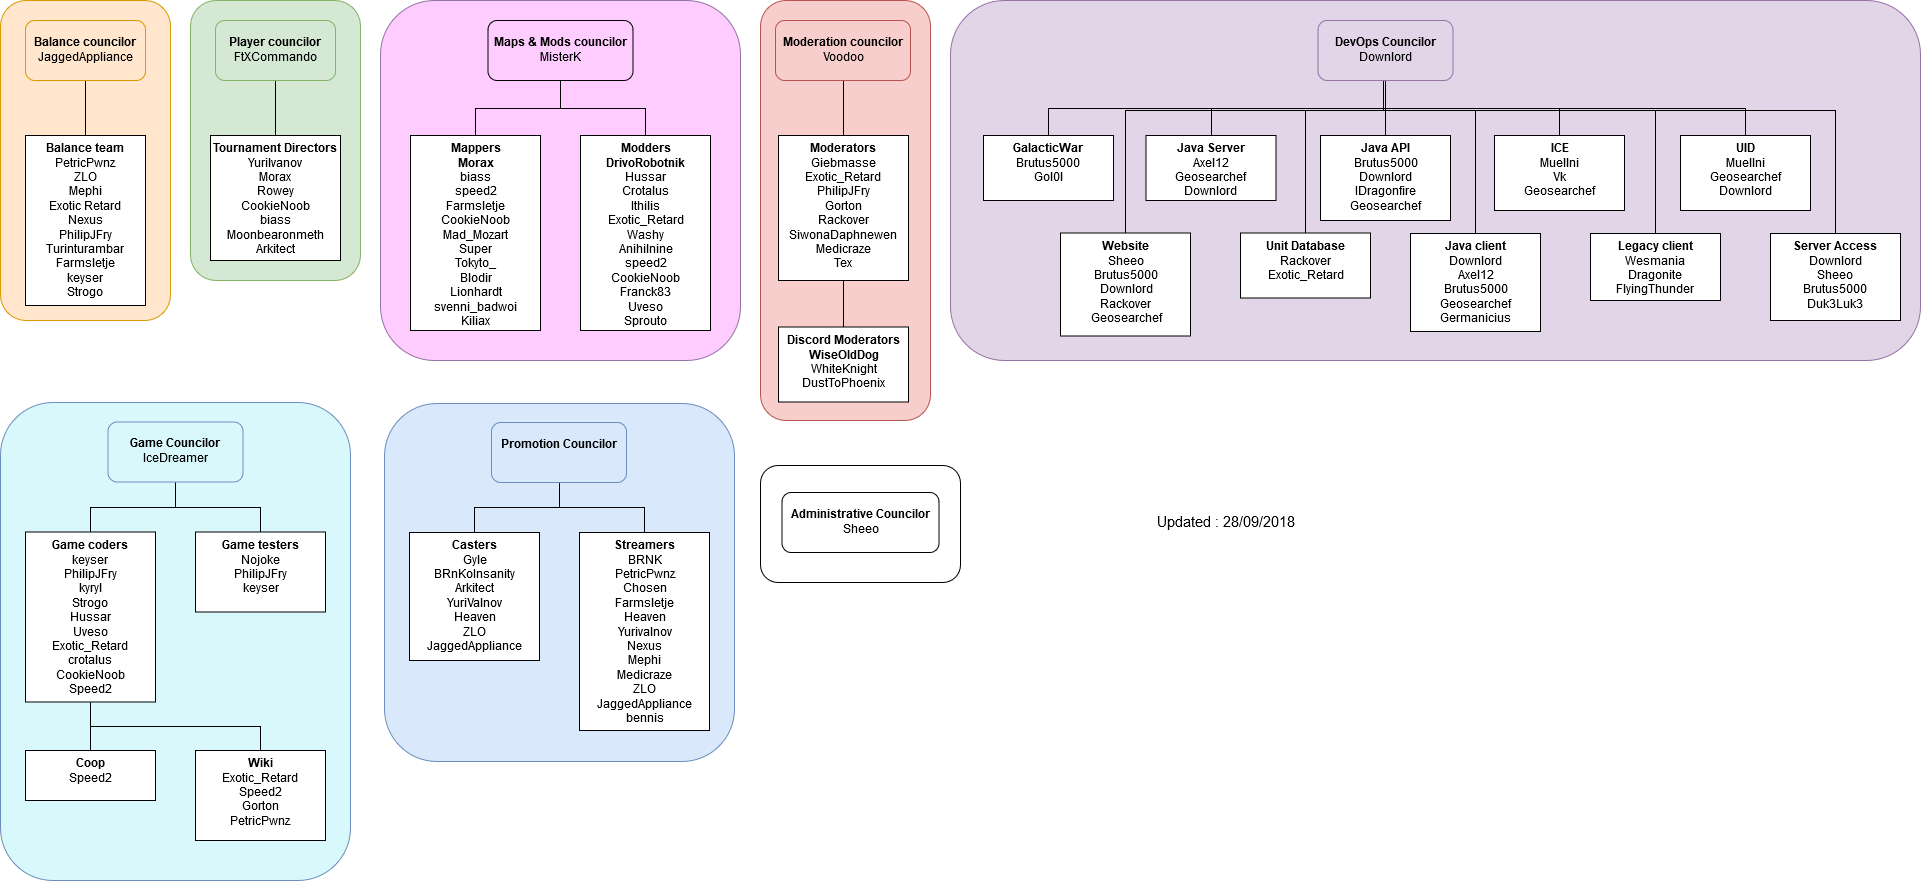 Balance councilor
JaggedAppliance
Balance team
PetricPwnz
ZLO
Mephi
Exotic Retard
Nexus
PhilipJFry
Turinturambar
Farmsletje
keyser
Strogo
Player councilor
FtXCommando
Tournament Directors
YuriIvanov
Morax
Rowey
CookieNoob
biass
Moonbearonmeth
Arkitect
Maps & Mods councilor
MisterK
Mappers
Morax
biass
speed2
Farmsletje
CookieNoob
Mad_Mozart
Super
Tokyto_
Blodir
Lionhardt
svenni_badwoi
Kiliax
Modders
DrivoRobotnik
Hussar
Crotalus
Ithilis
Exotic_Retard
Washy
Anihilnine
speed2
CookieNoob
Franck83
Uveso
Sprouto
Moderation councilor
Voodoo
Moderators
Giebmasse
Exotic_Retard
PhilipJFry
Gorton
Rackover
SiwonaDaphnewen
Medicraze
Tex
Discord Moderators
WiseOldDog
WhiteKnight
DustToPhoenix
DevOps Councilor
Downlord
GalacticWar
Brutus5000
Gol0l
Java Server
Axel12
Geosearchef
Downlord
Java API
Brutus5000
Downlord
IDragonfire
Geosearchef
ICE
Muellni
Vk
Geosearchef
UID
Muellni
Geosearchef
Downlord
Website
Sheeo
Brutus5000
Downlord
Rackover
Geosearchef
Unit Database
Rackover
Exotic_Retard
Java client
Downlord
Axel12
Brutus5000
Geosearchef
Germanicius
Legacy client
Wesmania
Dragonite
FlyingThunder
Server Access
Downlord
Sheeo
Brutus5000
Duk3Luk3
Game Councilor
IceDreamer
Game coders
keyser
PhilipJFry
kyryl
Strogo
Hussar
Uveso
Exotic_Retard
crotalus
CookieNoob
Speed2
Game testers
Nojoke
PhilipJFry
keyser
Coop
Speed2
Wiki
Exotic_Retard
Speed2
Gorton
PetricPwnz
Promotion Councilor
Casters
Gyle
BRnKoInsanity
Arkitect
YuriValnov
Heaven
ZLO
JaggedAppliance
Streamers
BRNK
PetricPwnz
Chosen
Farmsletje
Heaven
Yurivalnov
Nexus
Mephi
Medicraze
ZLO
JaggedAppliance
bennis
Administrative Councilor
Sheeo
Updated : 28/09/2018